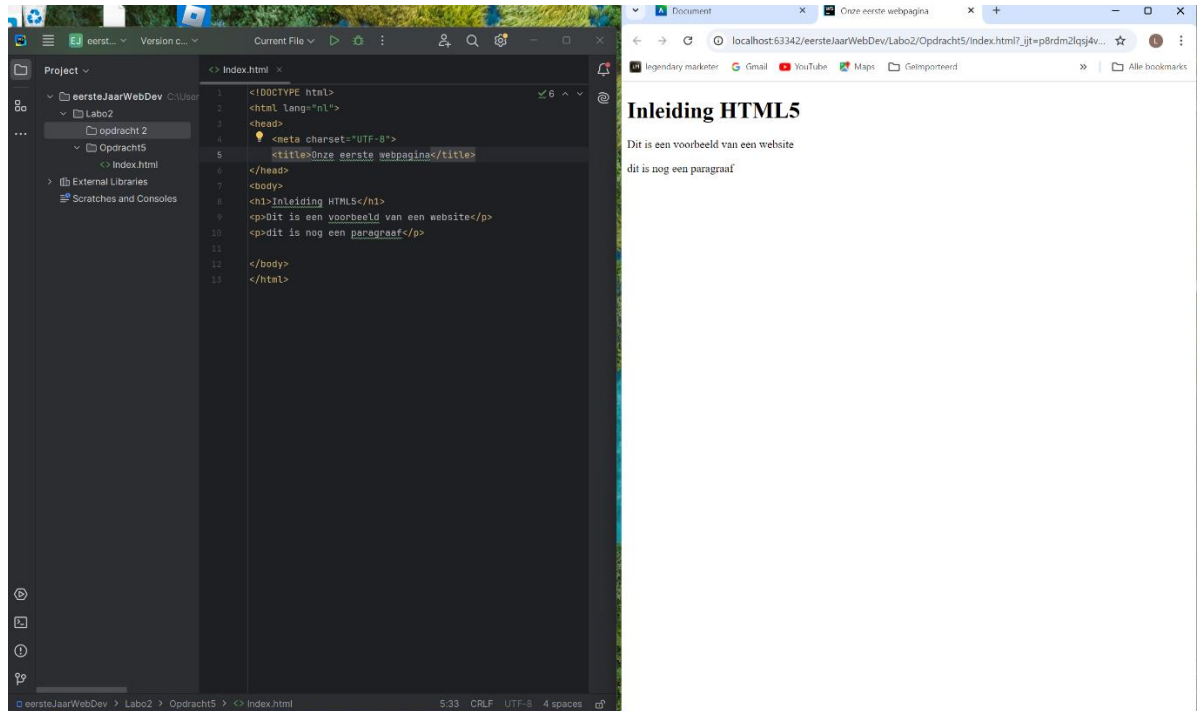 EJ eerst... Version c...
Current File
Project
<> Index.html ×
eersteJaarWebDev C:\User
Labo2
opdracht 2
Opdracht5
<> Index.html
External Libraries
Scratches and Consoles
6
1 <!DOCTYPE html>
2 <html lang="nl">
3 <head>
4 <meta charset="UTF-8">
5 <title>Onze eerste webpagina</title>
6 </head>
7 <body>
8 <h1>Inleiding HTML5</h1>
9 <p>Dit is een voorbeeld van een website</p>
10 <p>dit is nog een paragraaf</p>
11
12 </body>
13 </html>
eersteJaarWebDev > Labo2 > Opdracht5 > <> Index.html
5:33 CRLF UTF-8 4 spaces
Document
Onze eerste webpagina
localhost:63342/eersteJaarWebDev/Labo2/Opdracht5/Index.html?_ijt=p8rdm2lqsj4v...
L
legendary marketer Gmail YouTube Maps Geïmporteerd » Alle bookmarks
Inleiding HTML5
Dit is een voorbeeld van een website
dit is nog een paragraaf